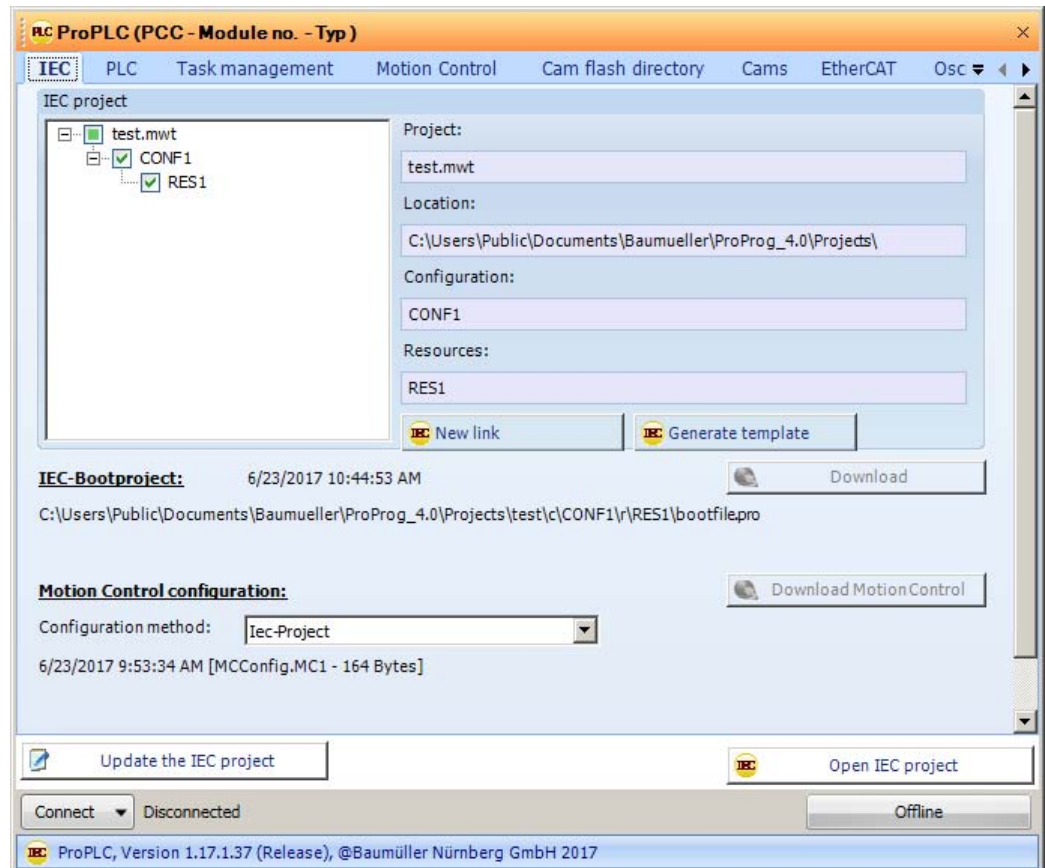 PLC ProPLC (PCC - Module no. - Typ )
IEC PLC Task management Motion Control Cam flash directory Cams EtherCAT Osc
IEC project
test.mwt
CONF1
RES1
Project:
test.mwt
Location:
C:\Users\Public\Documents\Baumueller\ProProg_4.0\Projects\
Configuration:
CONF1
Resources:
RES1
IEC New link
IEC Generate template
IEC-Bootproject: 6/23/2017 10:44:53 AM
Download
C:\Users\Public\Documents\Baumueller\ProProg_4.0\Projects\test\c\CONF1\r\RES1\bootfile.pro
Motion Control configuration:
Download Motion Control
Configuration method: Iec-Project
6/23/2017 9:53:34 AM [MCConfig.MC1 - 164 Bytes]
Update the IEC project
IEC Open IEC project
Connect Disconnected Offline
IEC ProPLC, Version 1.17.1.37 (Release), @Baumüller Nürnberg GmbH 2017